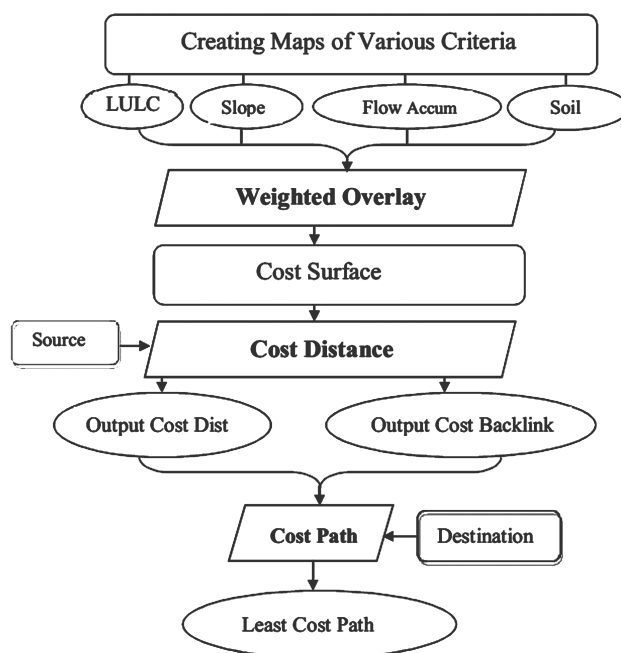 Creating Maps of Various Criteria
LULC
Slope
Flow Accum
Soil
Weighted Overlay
Cost Surface
Source
Cost Distance
Output Cost Dist
Output Cost Backlink
Cost Path
Destination
Least Cost Path